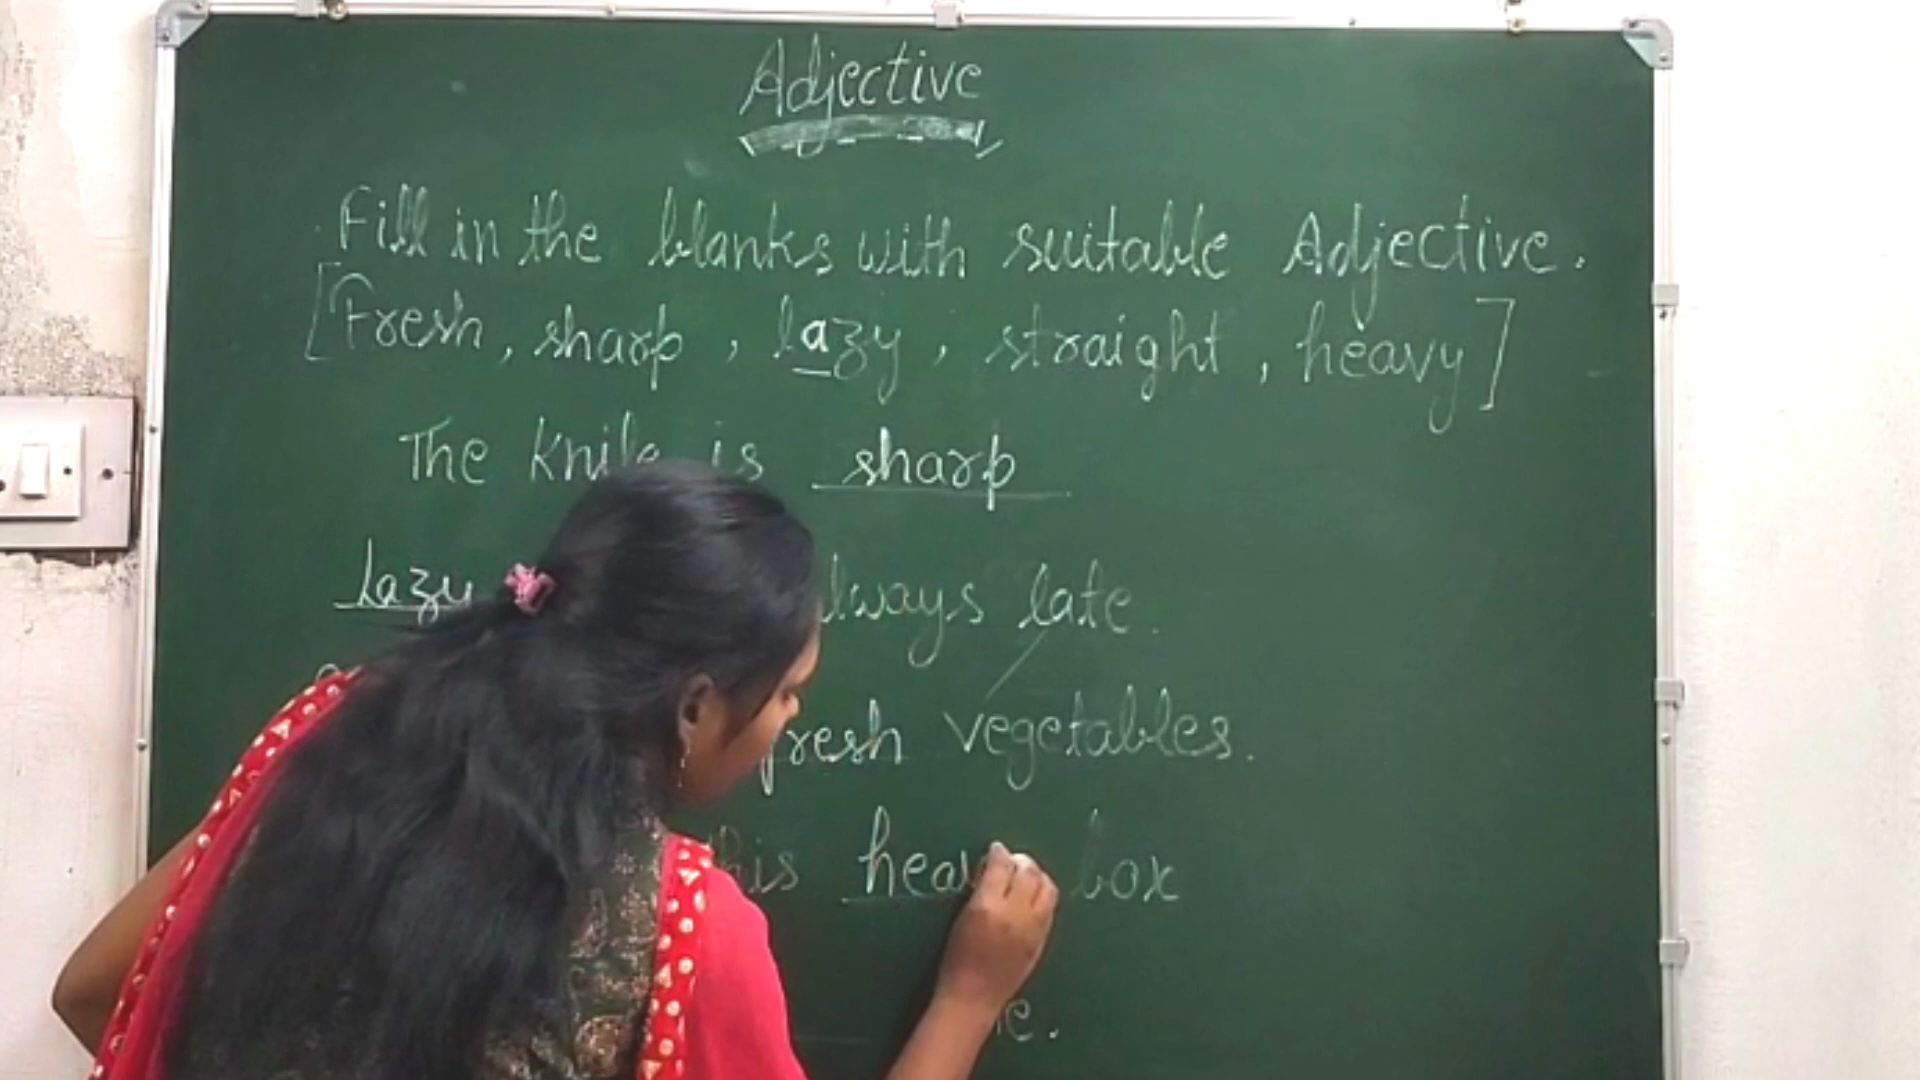 Adjective
Fill in the blanks with suitable Adjective.
[Fresh, sharp, lazy, straight, heavy]
The knife is sharp
Lazy always late.
fresh vegetables.
this heavy box